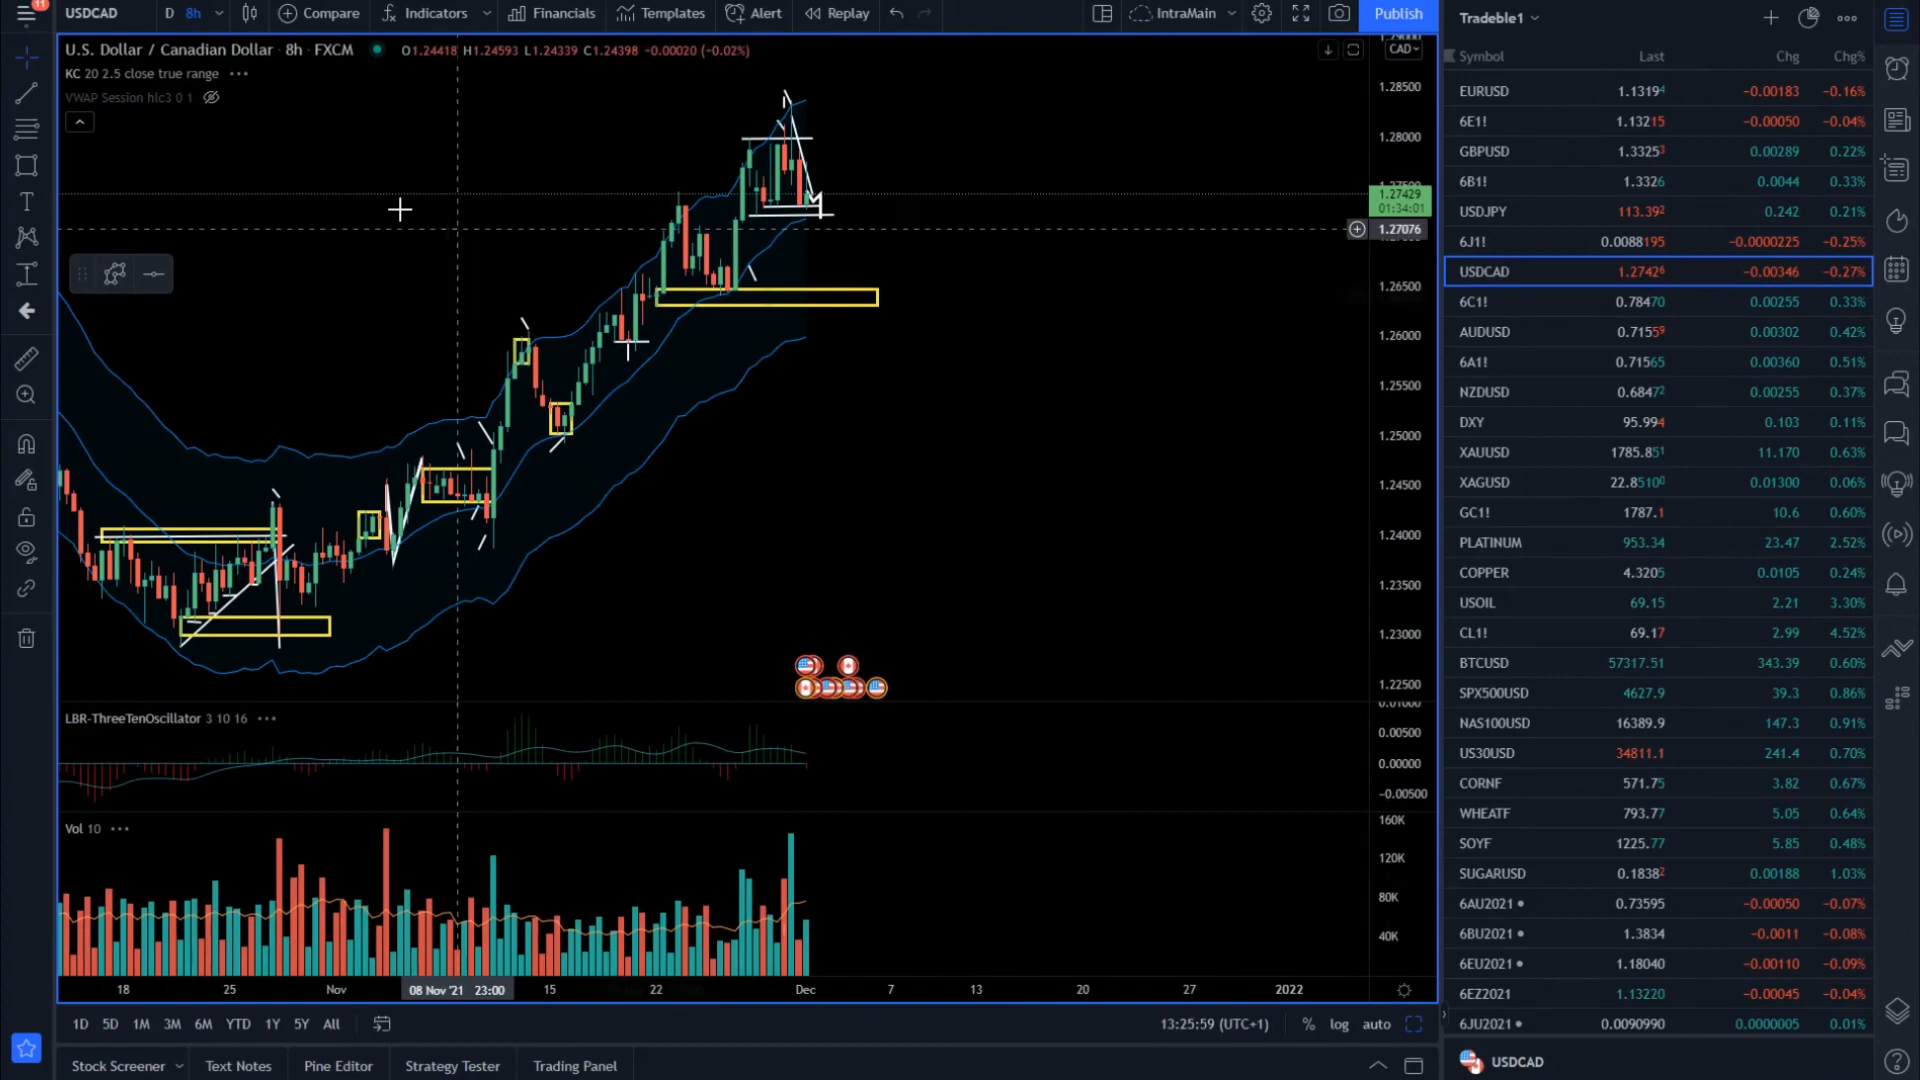 11
USDCAD D 8h Compare Indicators Financials Templates Alert Replay IntraMain Publish
U.S. Dollar / Canadian Dollar · 8h · FXCM O1.24418 H1.24593 L1.24339 C1.24398 −0.00020 (−0.02%)
KC 20 2.5 close true range
VWAP Session hlc3 0 1
CAD
1.28500
1.28000
1.27429
01:34:01
1.27076
1.26500
1.26000
1.25500
1.25000
1.24500
1.24000
1.23500
1.23000
1.22500
LBR-ThreeTenOscillator 3 10 16
0.01000
0.00500
0.00000
−0.00500
Vol 10
160K
120K
80K
40K
18 25 Nov 08 Nov '21 23:00 15 22 Dec 7 13 20 27 2022
1D 5D 1M 3M 6M YTD 1Y 5Y All 13:25:59 (UTC+1) % log auto
Stock Screener Text Notes Pine Editor Strategy Tester Trading Panel
Tradeble1
Symbol Last Chg Chg%
EURUSD 1.13194 −0.00183 −0.16%
6E1! 1.13215 −0.00050 −0.04%
GBPUSD 1.33253 0.00289 0.22%
6B1! 1.3326 0.0044 0.33%
USDJPY 113.392 0.242 0.21%
6J1! 0.0088195 −0.0000225 −0.25%
USDCAD 1.27426 −0.00346 −0.27%
6C1! 0.78470 0.00255 0.33%
AUDUSD 0.71559 0.00302 0.42%
6A1! 0.71565 0.00360 0.51%
NZDUSD 0.68472 0.00255 0.37%
DXY 95.994 0.103 0.11%
XAUUSD 1785.851 11.170 0.63%
XAGUSD 22.85100 0.01300 0.06%
GC1! 1787.1 10.6 0.60%
PLATINUM 953.34 23.47 2.52%
COPPER 4.3205 0.0105 0.24%
USOIL 69.15 2.21 3.30%
CL1! 69.17 2.99 4.52%
BTCUSD 57317.51 343.39 0.60%
SPX500USD 4627.9 39.3 0.86%
NAS100USD 16389.9 147.3 0.91%
US30USD 34811.1 241.4 0.70%
CORNF 571.75 3.82 0.67%
WHEATF 793.77 5.05 0.64%
SOYF 1225.77 5.85 0.48%
SUGARUSD 0.18382 0.00188 1.03%
6AU2021 0.73595 −0.00050 −0.07%
6BU2021 1.3834 −0.0011 −0.08%
6EU2021 1.18040 −0.00110 −0.09%
6EZ2021 1.13220 −0.00045 −0.04%
6JU2021 0.0090990 0.0000005 0.01%
USDCAD